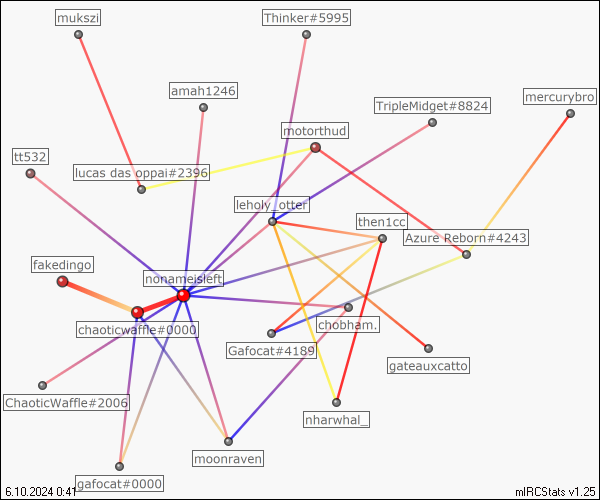 mukszi
Thinker#5995
amah1246
mercurybro
TripleMidget#8824
motorthud
tt532
lucas das oppai#2396
leholy_otter
then1cc
Azure Reborn#4243
fakedingo
nonameisleft
chaoticwaffle#0000
chobham.
Gafocat#4189
gateauxcatto
ChaoticWaffle#2006
nharwhal_
moonraven
gafocat#0000
6.10.2024 0:41
mIRCStats v1.25